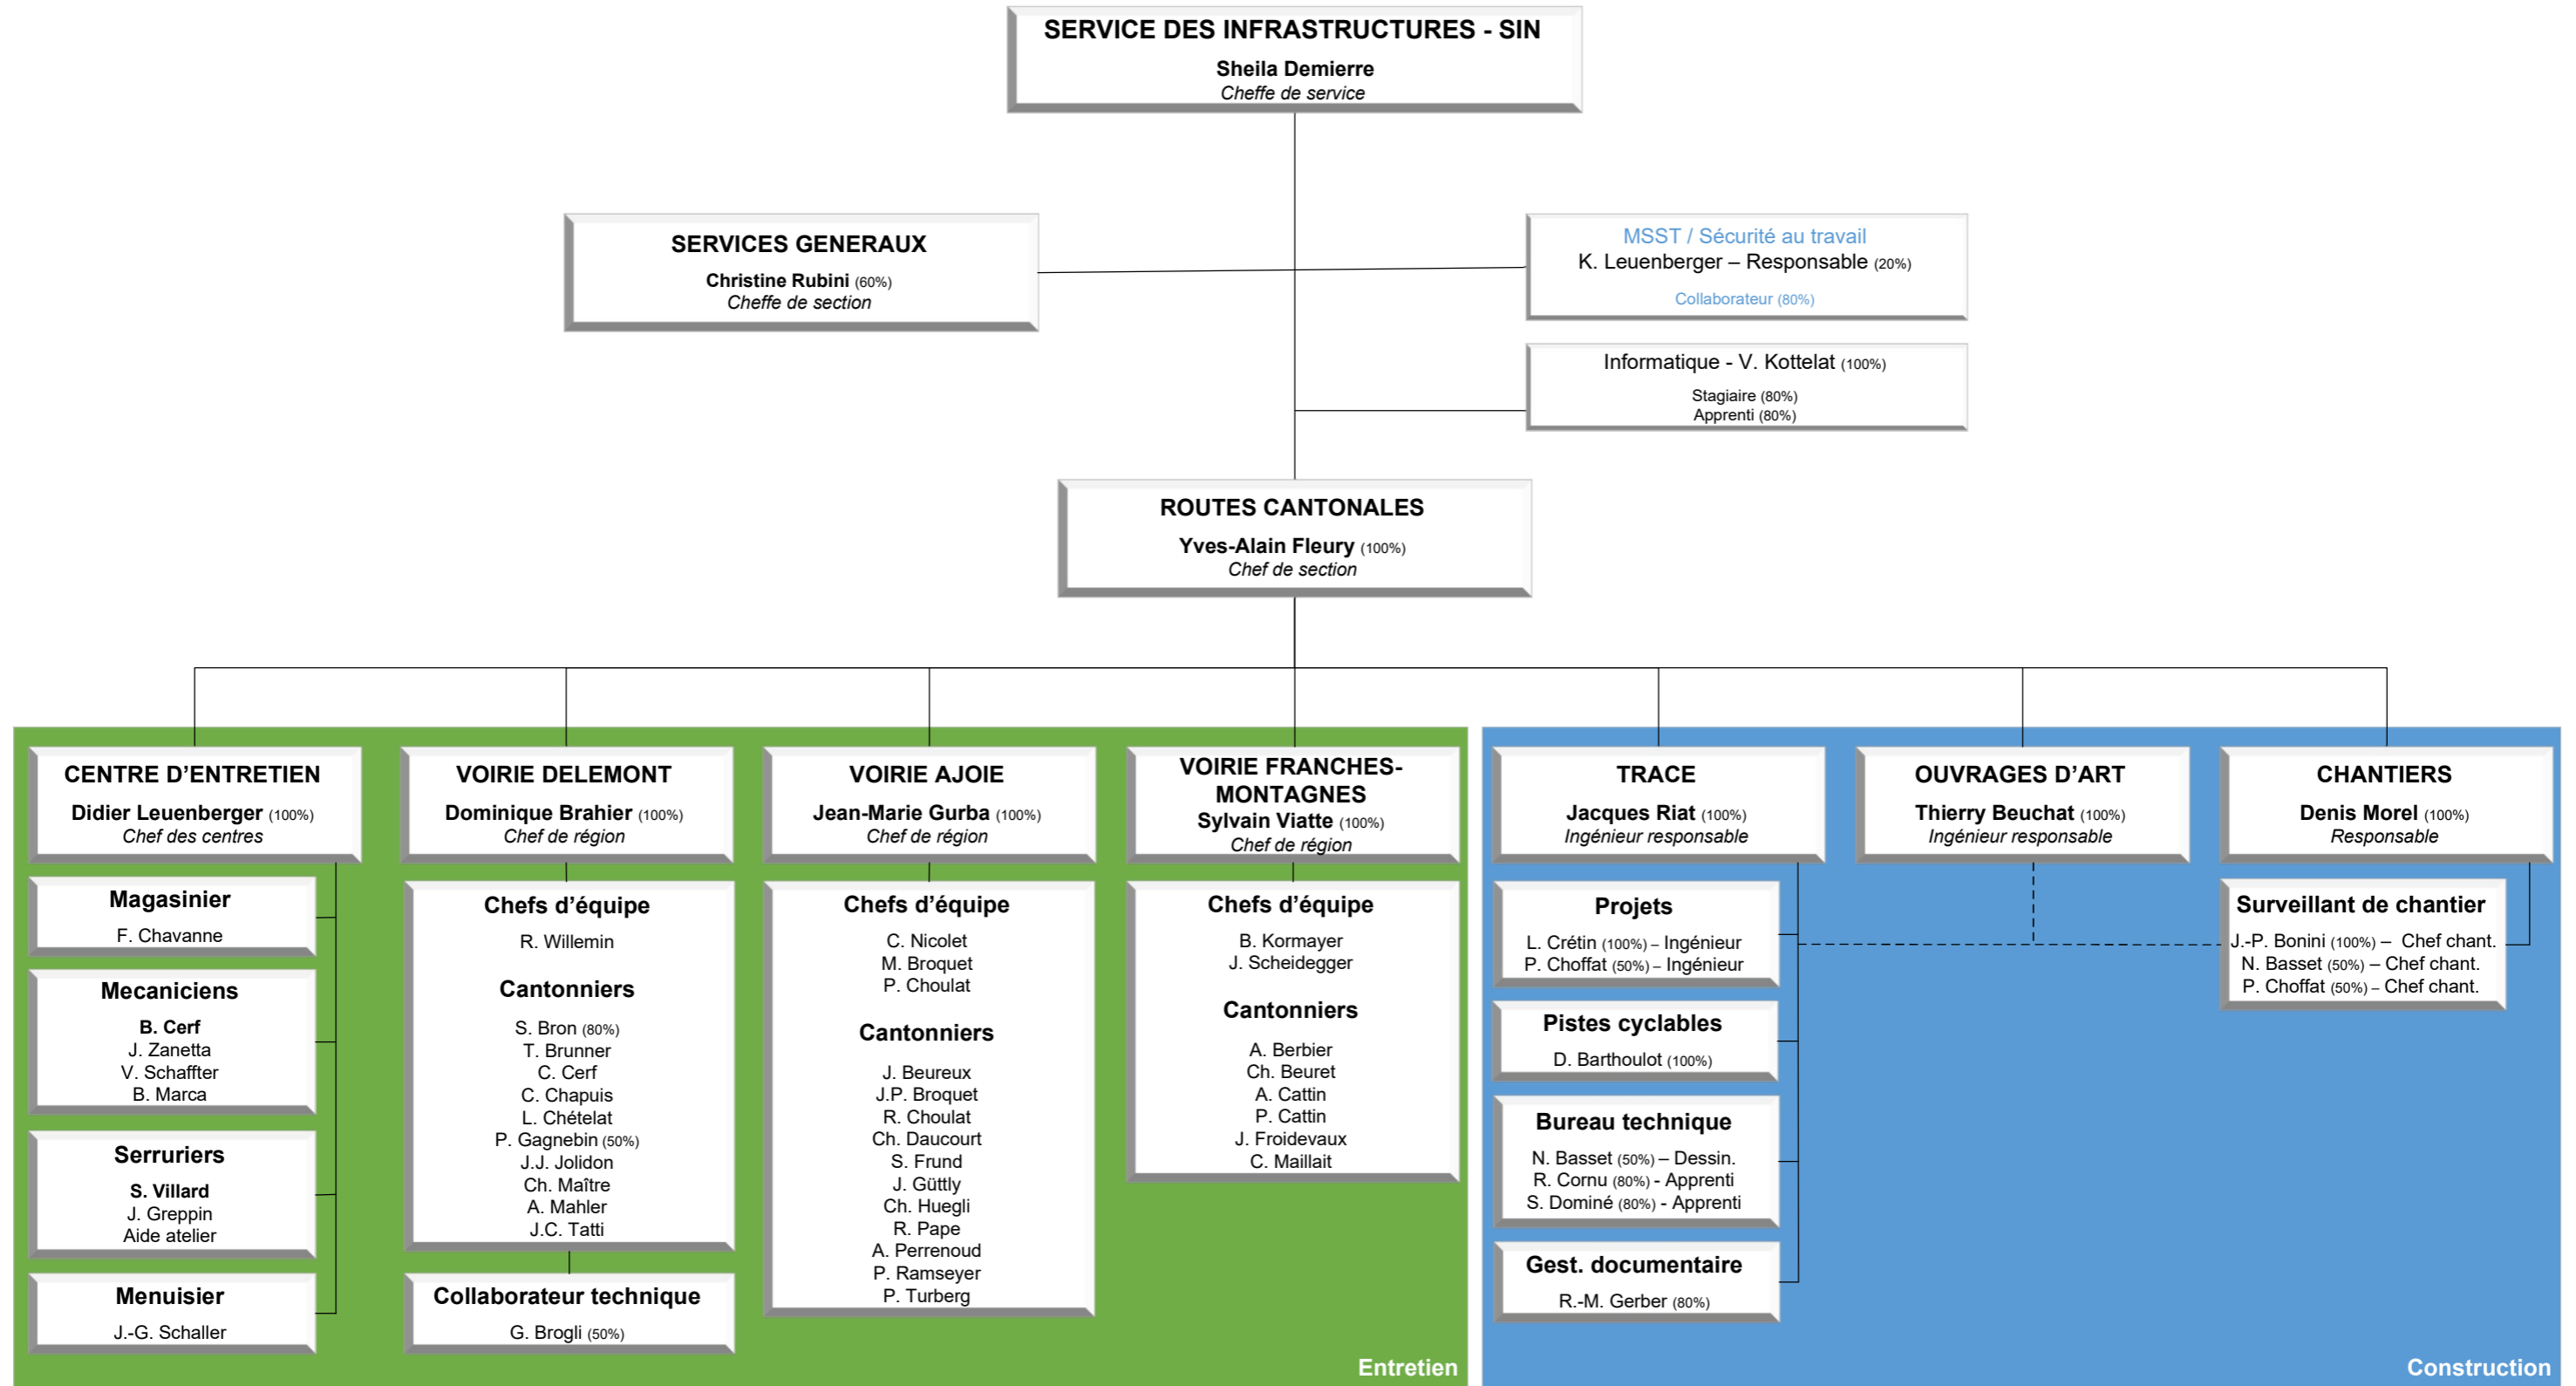 SERVICE DES INFRASTRUCTURES - SIN
Sheila Demierre
Cheffe de service
SERVICES GENERAUX
Christine Rubini (60%)
Cheffe de section
MSST / Sécurité au travail
K. Leuenberger – Responsable (20%)
Collaborateur (80%)
Informatique - V. Kottelat (100%)
Stagiaire (80%)
Apprenti (80%)
ROUTES CANTONALES
Yves-Alain Fleury (100%)
Chef de section
CENTRE D'ENTRETIEN
Didier Leuenberger (100%)
Chef des centres
Magasinier
F. Chavanne
Mecaniciens
B. Cerf
J. Zanetta
V. Schaffter
B. Marca
Serruriers
S. Villard
J. Greppin
Aide atelier
Menuisier
J.-G. Schaller
VOIRIE DELEMONT
Dominique Brahier (100%)
Chef de région
Chefs d'équipe
R. Willemin
Cantonniers
S. Bron (80%)
T. Brunner
C. Cerf
C. Chapuis
L. Chételat
P. Gagnebin (50%)
J.J. Jolidon
Ch. Maître
A. Mahler
J.C. Tatti
Collaborateur technique
G. Brogli (50%)
VOIRIE AJOIE
Jean-Marie Gurba (100%)
Chef de région
Chefs d'équipe
C. Nicolet
M. Broquet
P. Choulat
Cantonniers
J. Beureux
J.P. Broquet
R. Choulat
Ch. Daucourt
S. Frund
J. Güttly
Ch. Huegli
R. Pape
A. Perrenoud
P. Ramseyer
P. Turberg
VOIRIE FRANCHES-
MONTAGNES
Sylvain Viatte (100%)
Chef de région
Chefs d'équipe
B. Kormayer
J. Scheidegger
Cantonniers
A. Berbier
Ch. Beuret
A. Cattin
P. Cattin
J. Froidevaux
C. Maillait
Entretien
TRACE
Jacques Riat (100%)
Ingénieur responsable
Projets
L. Crétin (100%) – Ingénieur
P. Choffat (50%) – Ingénieur
Pistes cyclables
D. Barthoulot (100%)
Bureau technique
N. Basset (50%) – Dessin.
R. Cornu (80%) - Apprenti
S. Dominé (80%) - Apprenti
Gest. documentaire
R.-M. Gerber (80%)
OUVRAGES D'ART
Thierry Beuchat (100%)
Ingénieur responsable
CHANTIERS
Denis Morel (100%)
Responsable
Surveillant de chantier
J.-P. Bonini (100%) – Chef chant.
N. Basset (50%) – Chef chant.
P. Choffat (50%) – Chef chant.
Construction